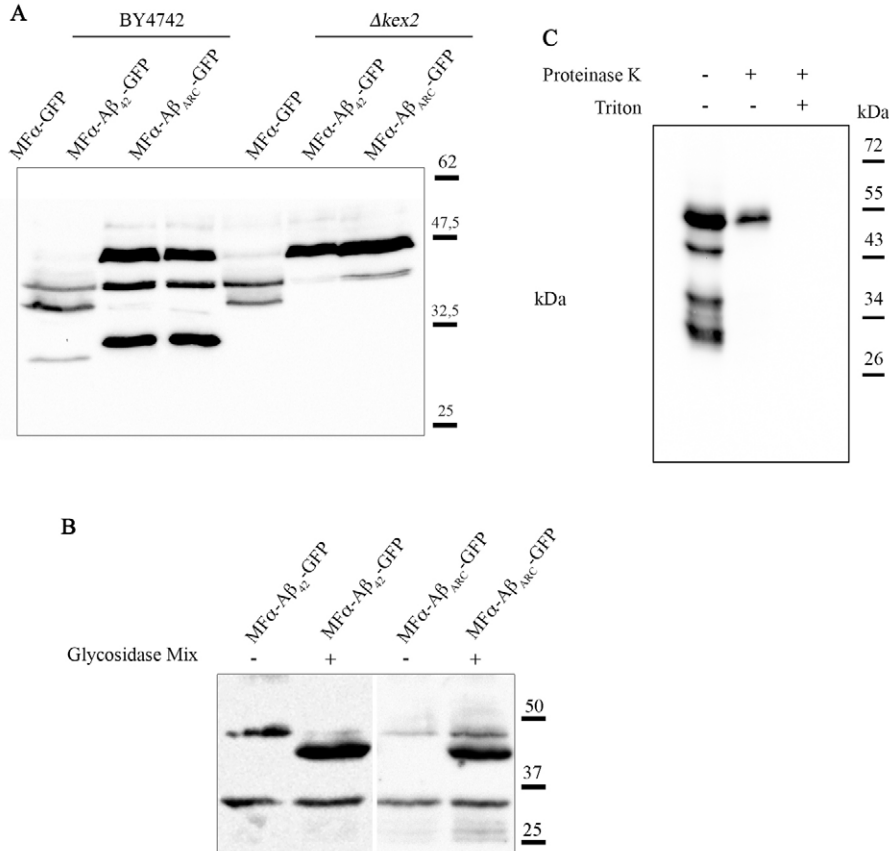 A
BY4742
Δkex2
MFα-GFP
MFα-Aβ42-GFP
MFα-AβARC-GFP
MFα-GFP
MFα-Aβ42-GFP
MFα-AβARC-GFP
62
47,5
32,5
25
C
Proteinase K - + +
Triton - - +
kDa
72
55
43
34
26
kDa
B
MFα-Aβ42-GFP
MFα-Aβ42-GFP
MFα-AβARC-GFP
MFα-AβARC-GFP
Glycosidase Mix - + - +
50
37
25